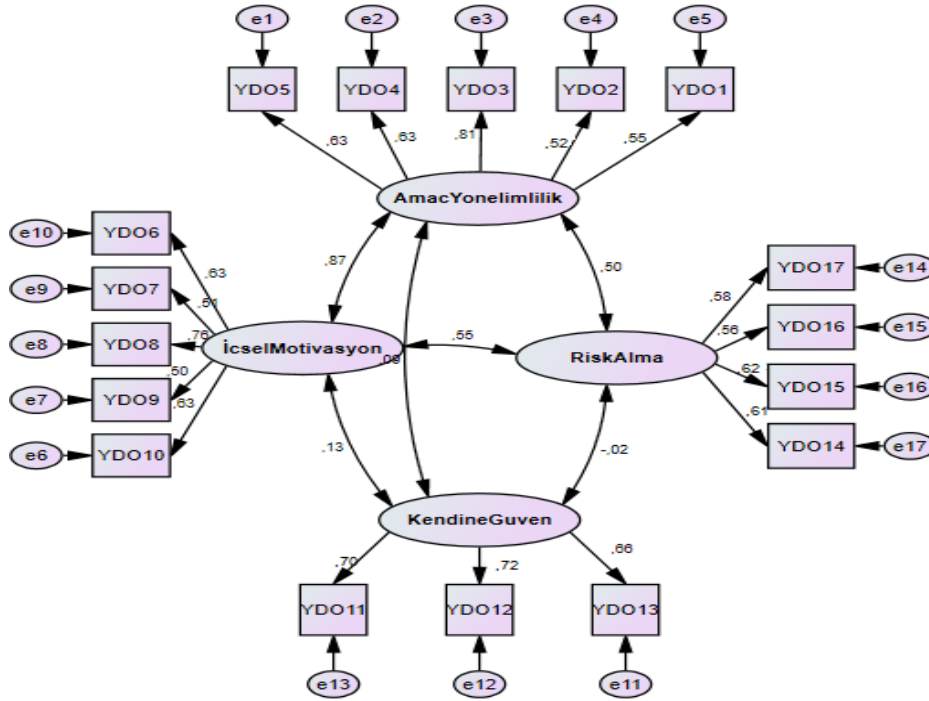 e1 e2 e3 e4 e5
YDO5 YDO4 YDO3 YDO2 YDO1
,63 ,63 ,81 ,52 ,55
AmacYonelimlilik
e10 YDO6
e9 YDO7
e8 YDO8
e7 YDO9
e6 YDO10
,63
,51
,76
,50
,63
İcselMotivasyon
,87
,50
,55
,09
,13
-,02
RiskAlma
,58
,56
,62
,61
YDO17 e14
YDO16 e15
YDO15 e16
YDO14 e17
KendineGuven
,70 ,72 ,66
YDO11 YDO12 YDO13
e13 e12 e11